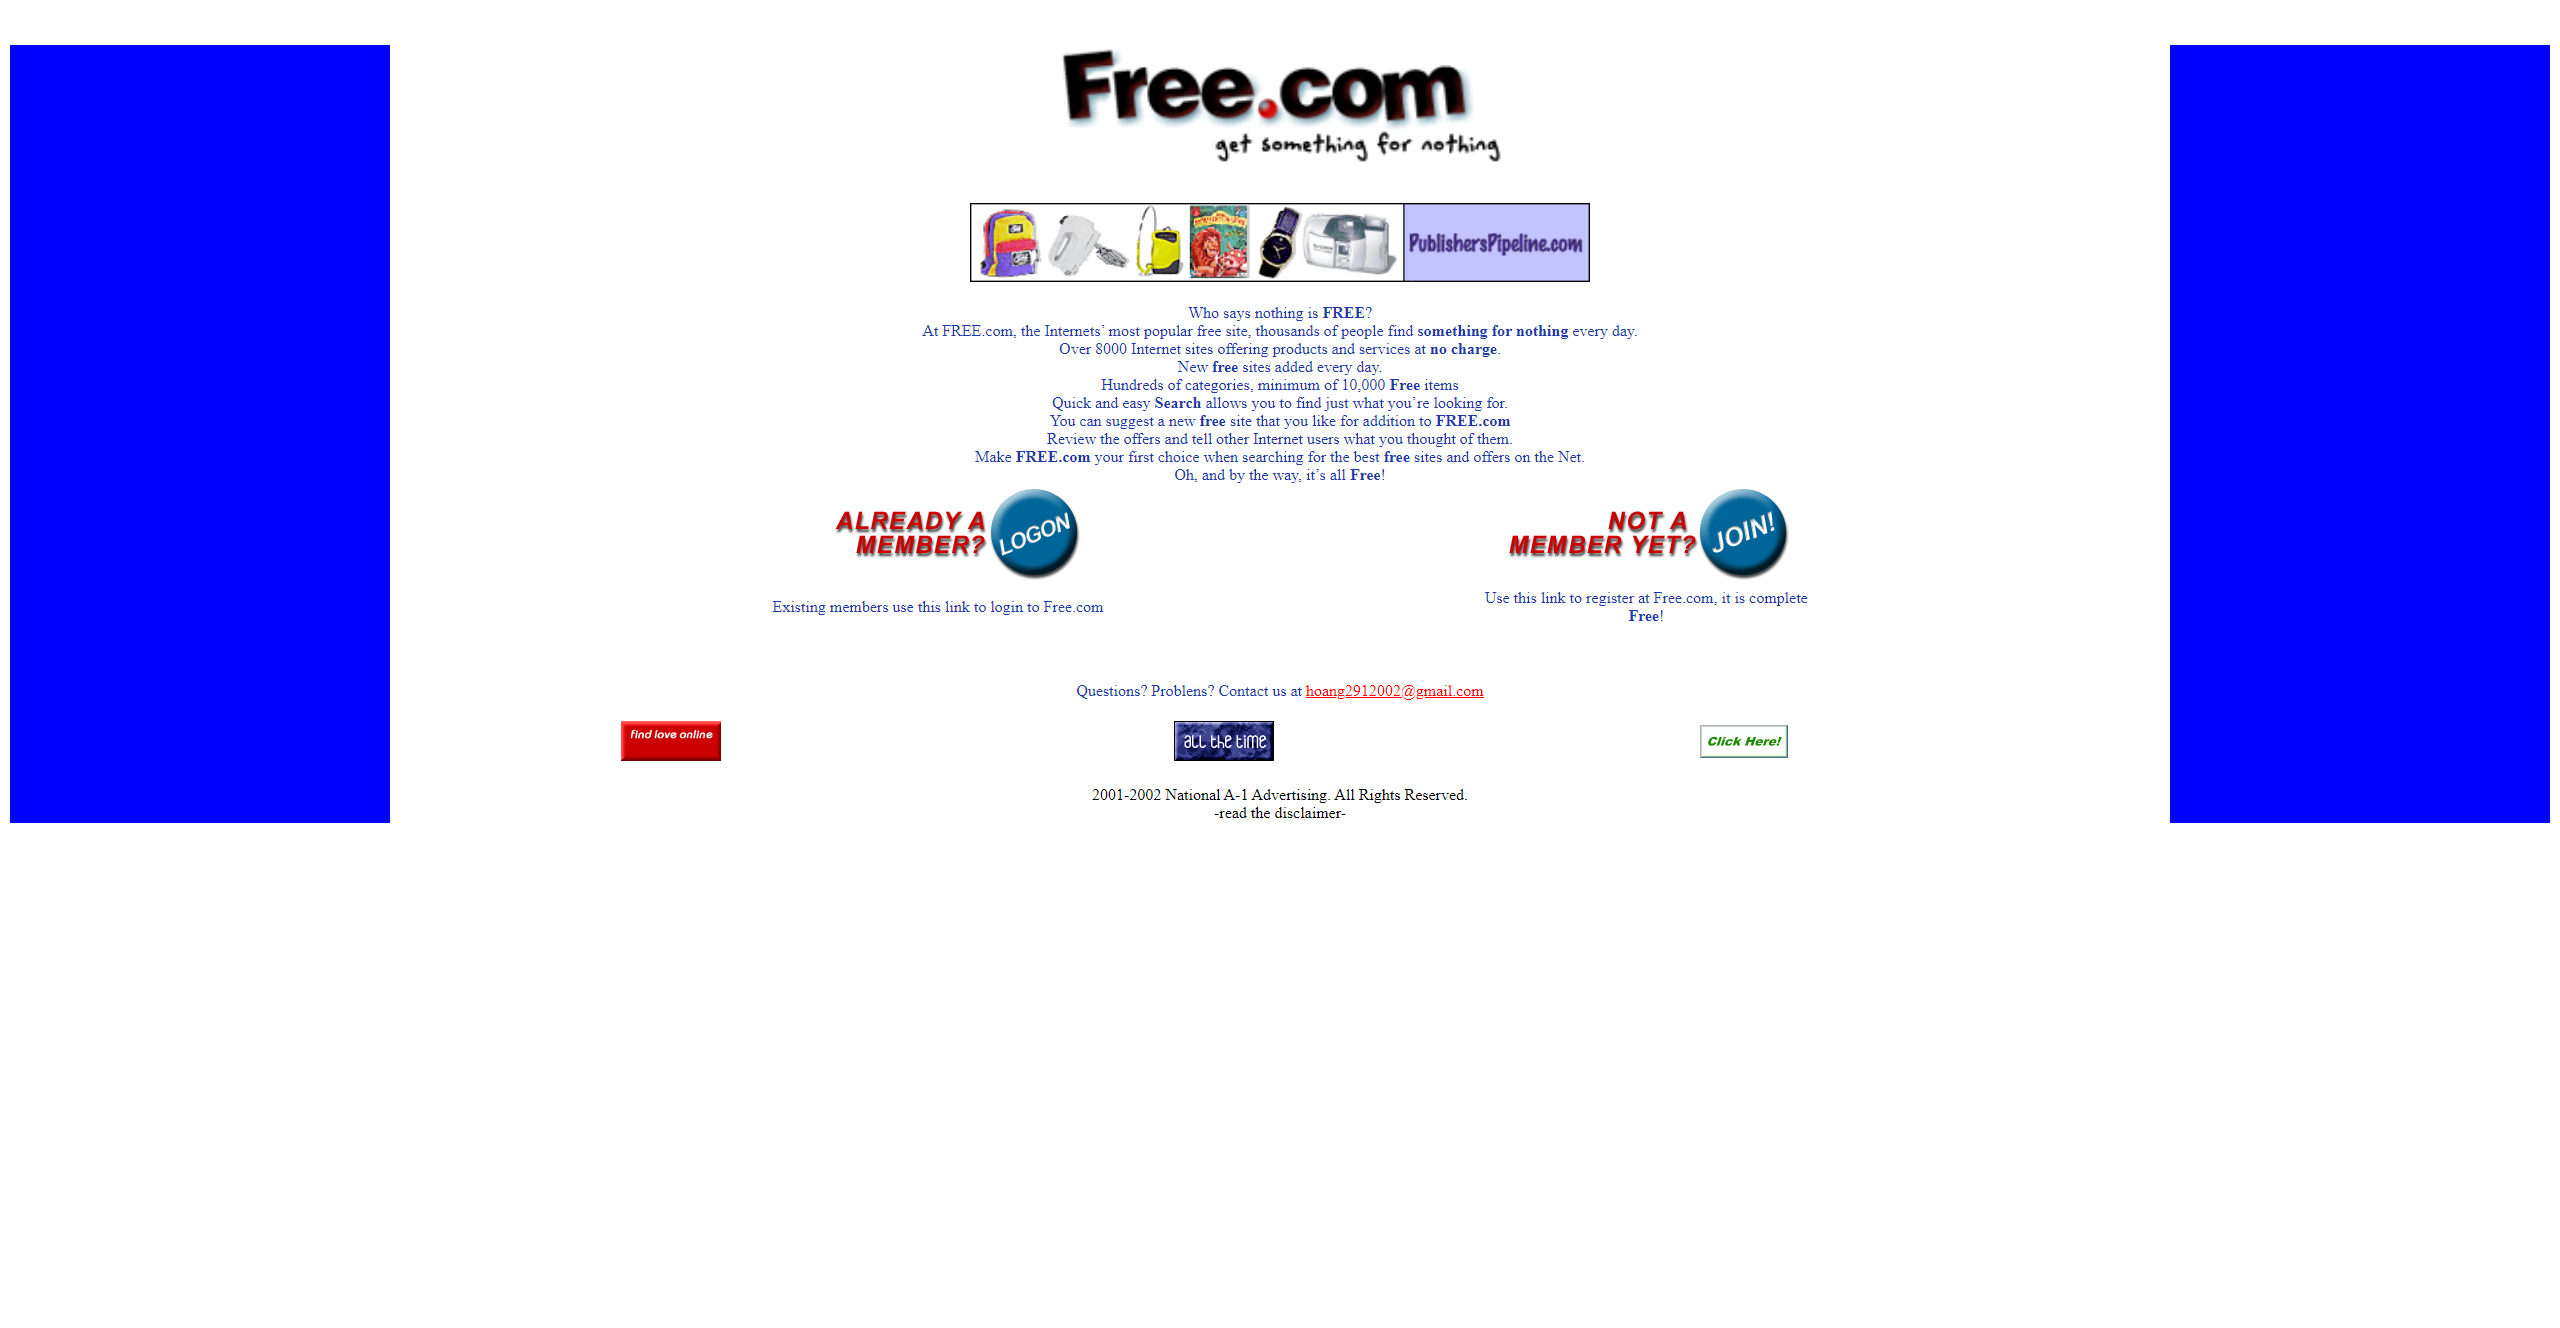 Free.com
get something for nothing
PublishersPipeline.com
Who says nothing is FREE?
At FREE.com, the Internets’ most popular free site, thousands of people find something for nothing every day.
Over 8000 Internet sites offering products and services at no charge.
New free sites added every day.
Hundreds of categories, minimum of 10,000 Free items
Quick and easy Search allows you to find just what you’re looking for.
You can suggest a new free site that you like for addition to FREE.com
Review the offers and tell other Internet users what you thought of them.
Make FREE.com your first choice when searching for the best free sites and offers on the Net.
Oh, and by the way, it’s all Free!
ALREADY A
MEMBER?
LOGON
NOT A
MEMBER YET?
JOIN!
Existing members use this link to login to Free.com
Use this link to register at Free.com, it is complete
Free!
Questions? Problens? Contact us at hoang2912002@gmail.com
find love online
all the time
Click Here!
2001-2002 National A-1 Advertising. All Rights Reserved.
-read the disclaimer-